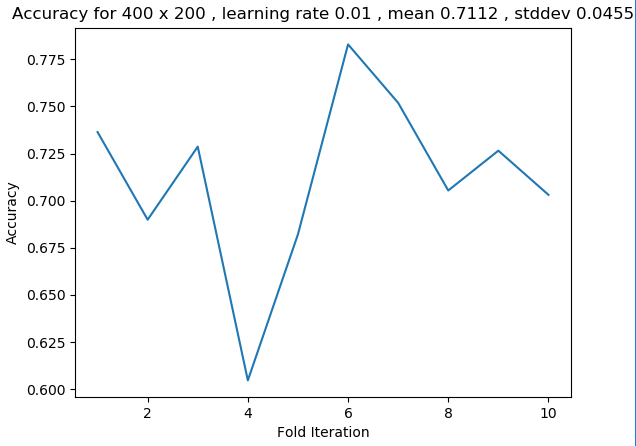 Accuracy for 400 x 200 , learning rate 0.01 , mean 0.7112 , stddev 0.0455
0.775
0.750
0.725
0.700
0.675
0.650
0.625
0.600
Accuracy
2 4 6 8 10
Fold Iteration